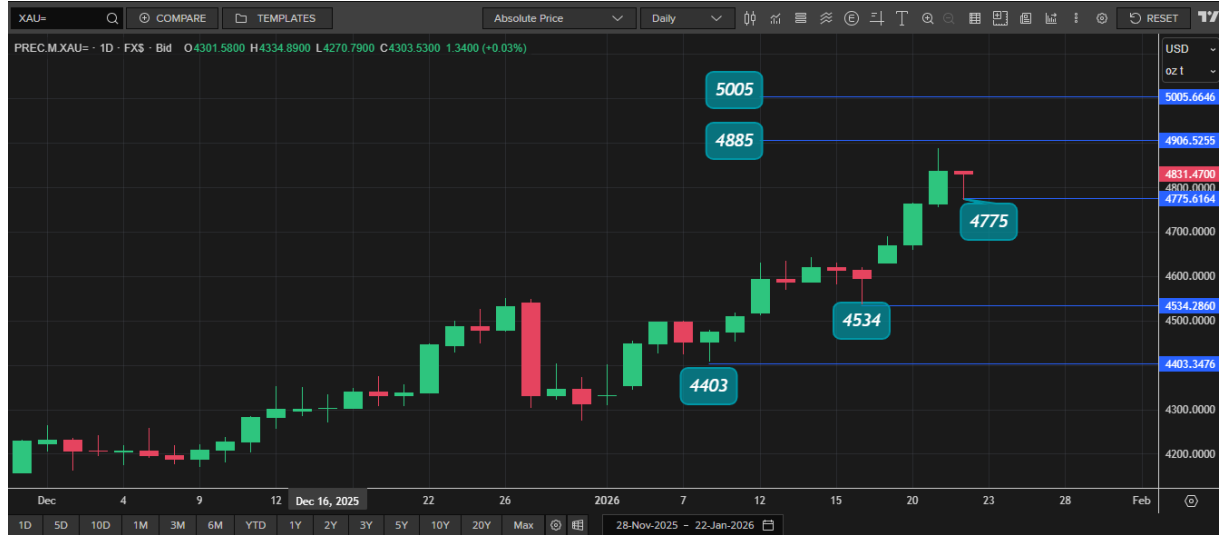 XAU= COMPARE TEMPLATES Absolute Price Daily E T RESET
PREC.M.XAU= · 1D · FX$ · Bid O4301.5800 H4334.8900 L4270.7900 C4303.5300 1.3400 (+0.03%)
USD
oz t
5005
5005.6646
4885
4906.5255
4831.4700
4800.0000
4775.6164
4775
4700.0000
4600.0000
4534.2860
4534
4500.0000
4403.3476
4403
4300.0000
4200.0000
Dec 4 9 12 Dec 16, 2025 22 26 2026 7 12 15 20 23 28 Feb
1D 5D 10D 1M 3M 6M YTD 1Y 2Y 3Y 5Y 10Y 20Y Max 28-Nov-2025 - 22-Jan-2026